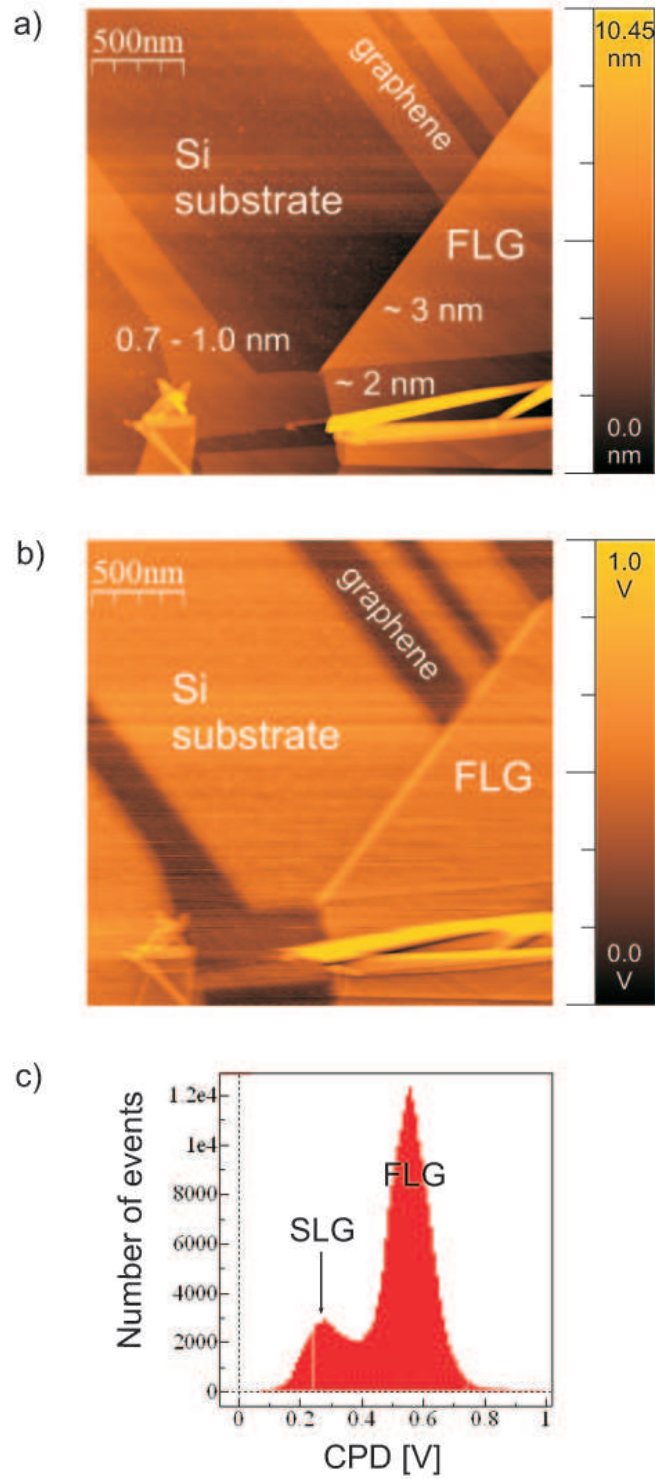 a)
500nm
graphene
Si
substrate
FLG
~ 3 nm
0.7 - 1.0 nm
~ 2 nm
10.45
nm
0.0
nm
b)
500nm
graphene
Si
substrate
FLG
1.0
V
0.0
V
c)
Number of events
1.2e4
1e4
8000
6000
4000
2000
0
FLG
SLG
0
0.2
0.4
0.6
0.8
1
CPD [V]